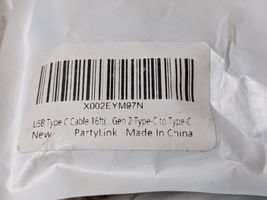 X002EYM97N
USB Type C Cable 16ft(... Gen 2-Type-C to Type-C
New PartyLink Made In China